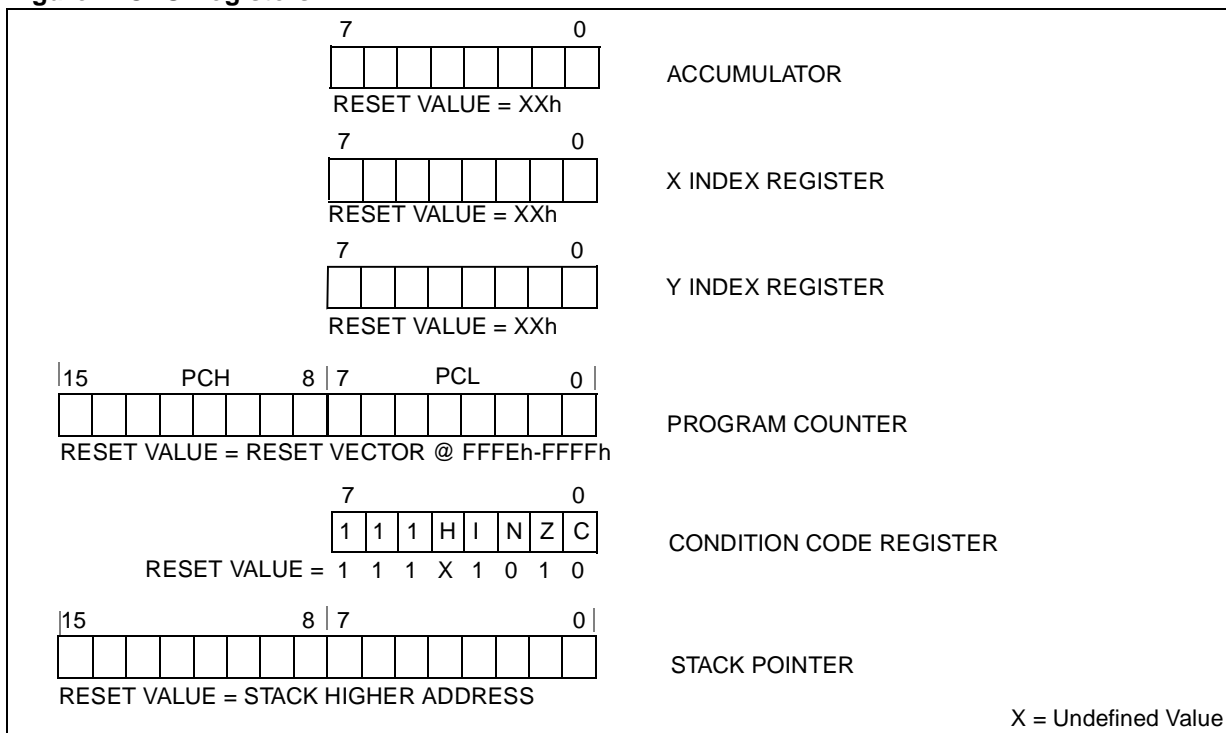 7 0
ACCUMULATOR
RESET VALUE = XXh
7 0
X INDEX REGISTER
RESET VALUE = XXh
7 0
Y INDEX REGISTER
RESET VALUE = XXh
15 PCH 8 7 PCL 0
PROGRAM COUNTER
RESET VALUE = RESET VECTOR @ FFFEh-FFFFh
7 0
1 1 1 H I N Z C
CONDITION CODE REGISTER
RESET VALUE = 1 1 1 X 1 0 1 0
15 8 7 0
STACK POINTER
RESET VALUE = STACK HIGHER ADDRESS
X = Undefined Value